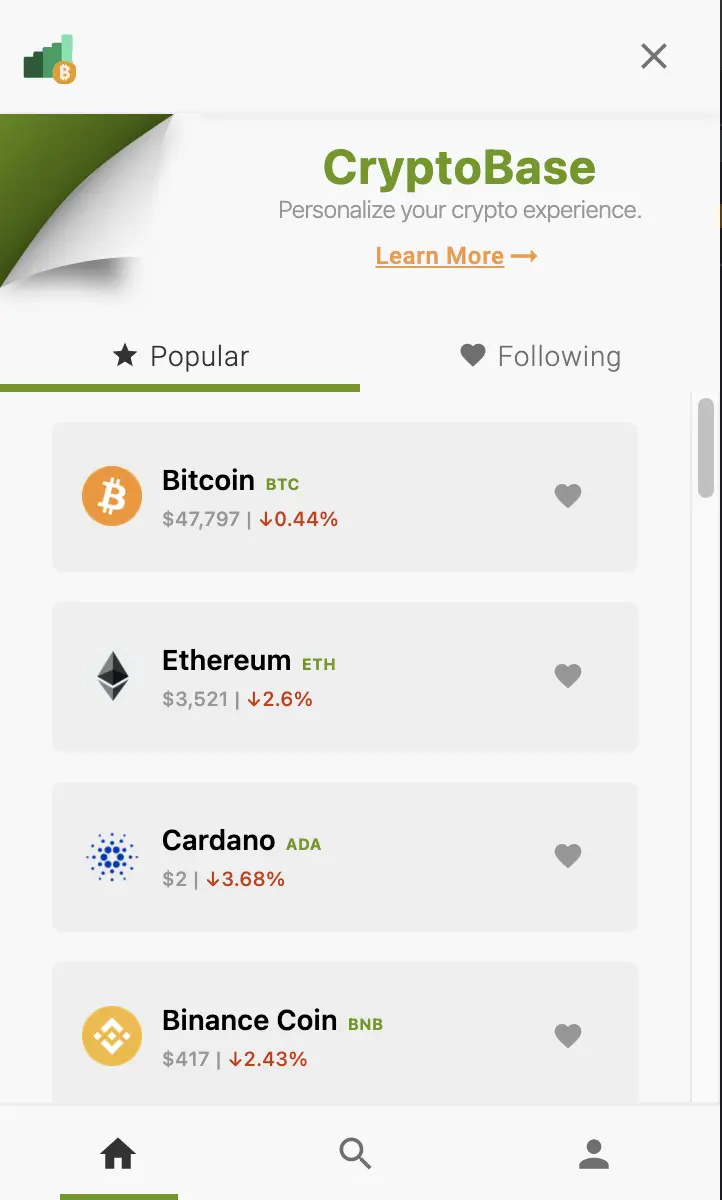 CryptoBase
Personalize your crypto experience.
Learn More →
Popular
Following
Bitcoin BTC
$47,797 | ↓0.44%
Ethereum ETH
$3,521 | ↓2.6%
Cardano ADA
$2 | ↓3.68%
Binance Coin BNB
$417 | ↓2.43%